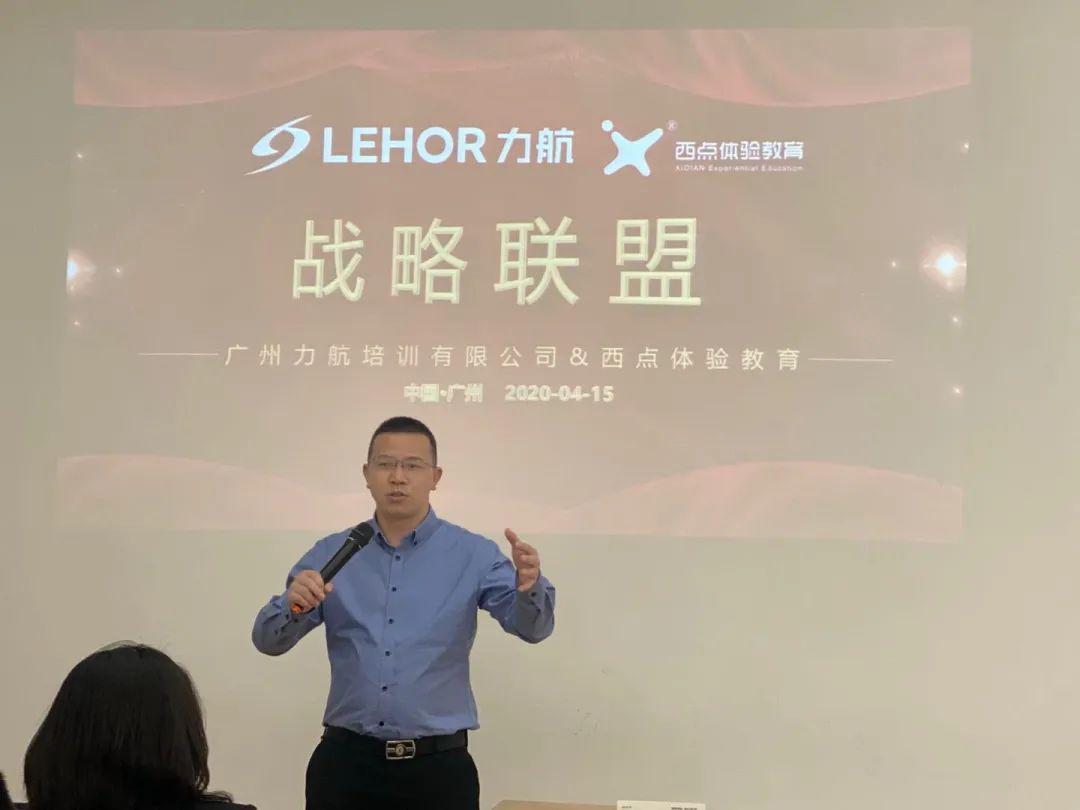 LEHOR 力航 ® 西点体验教育
XIDIAN Experiential Education
战略联盟
广州力航培训有限公司&西点体验教育
中国·广州 2020-04-15